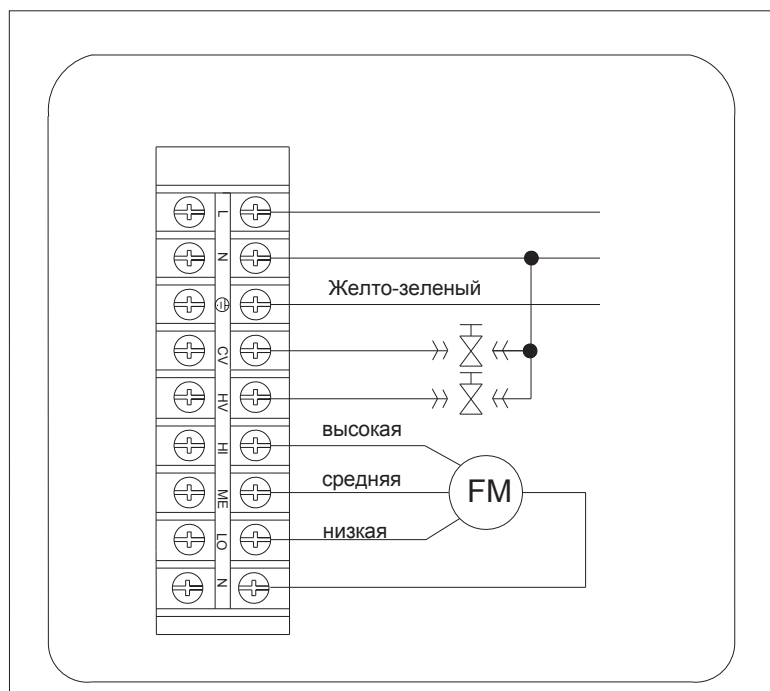 L
N
Желто-зеленый
CV
HV
высокая
HI
средняя
ME
FM
низкая
LO
N